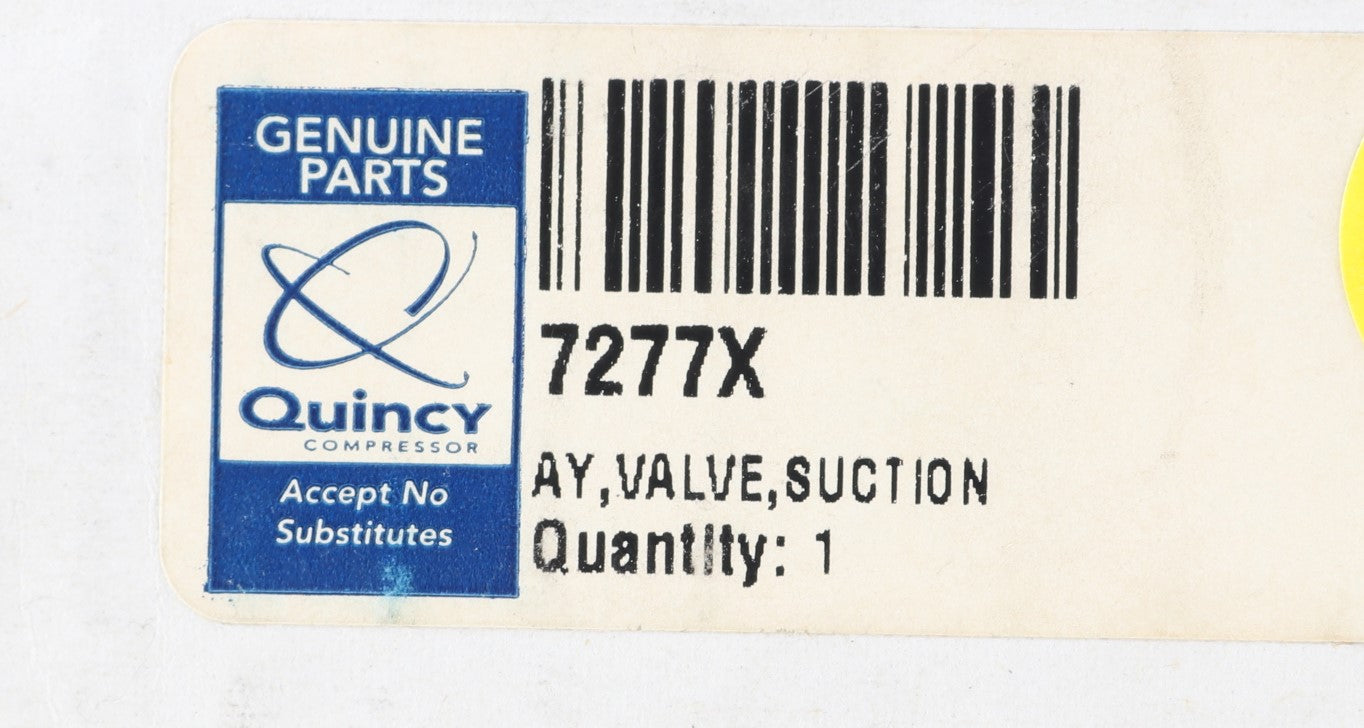 GENUINE
PARTS
Quincy
COMPRESSOR
Accept No
Substitutes
7277X
AY,VALVE,SUCTION
Quantity: 1